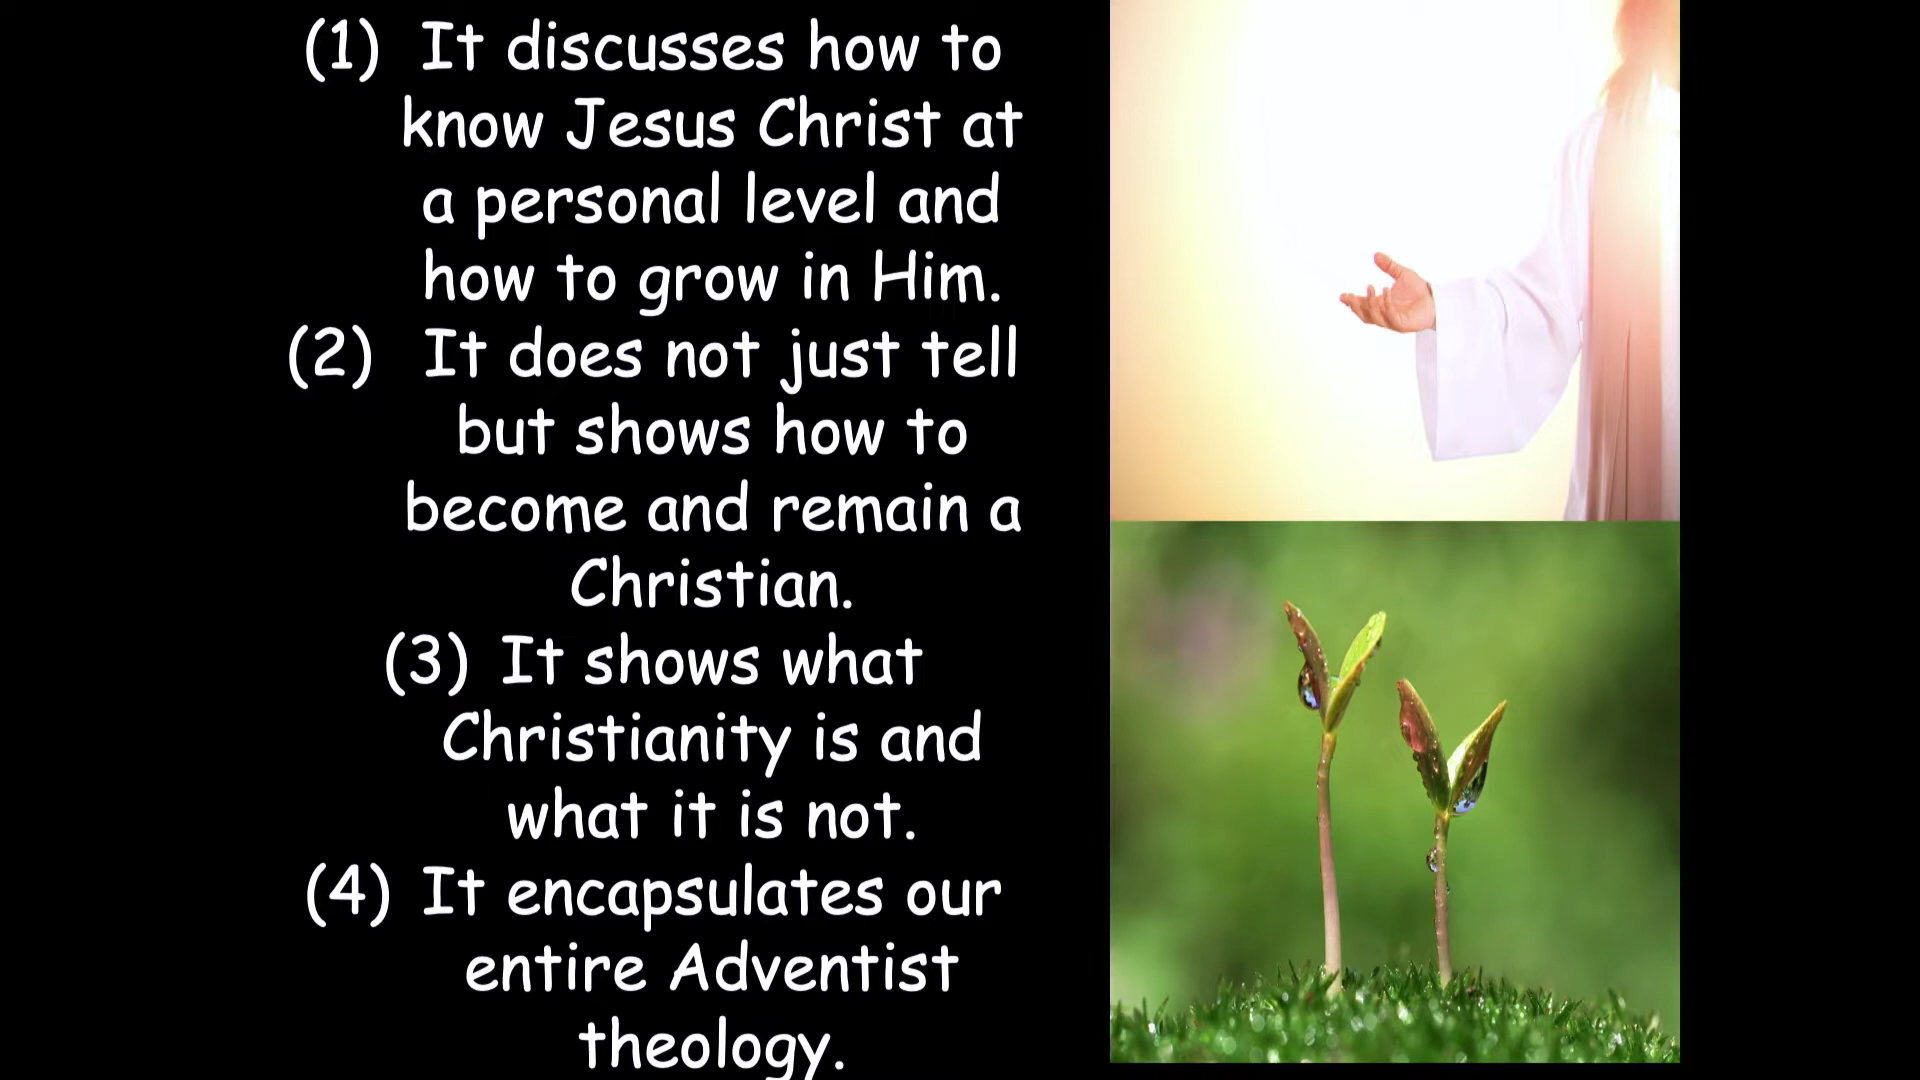 (1) It discusses how to
know Jesus Christ at
a personal level and
how to grow in Him.
(2) It does not just tell
but shows how to
become and remain a
Christian.
(3) It shows what
Christianity is and
what it is not.
(4) It encapsulates our
entire Adventist
theology.